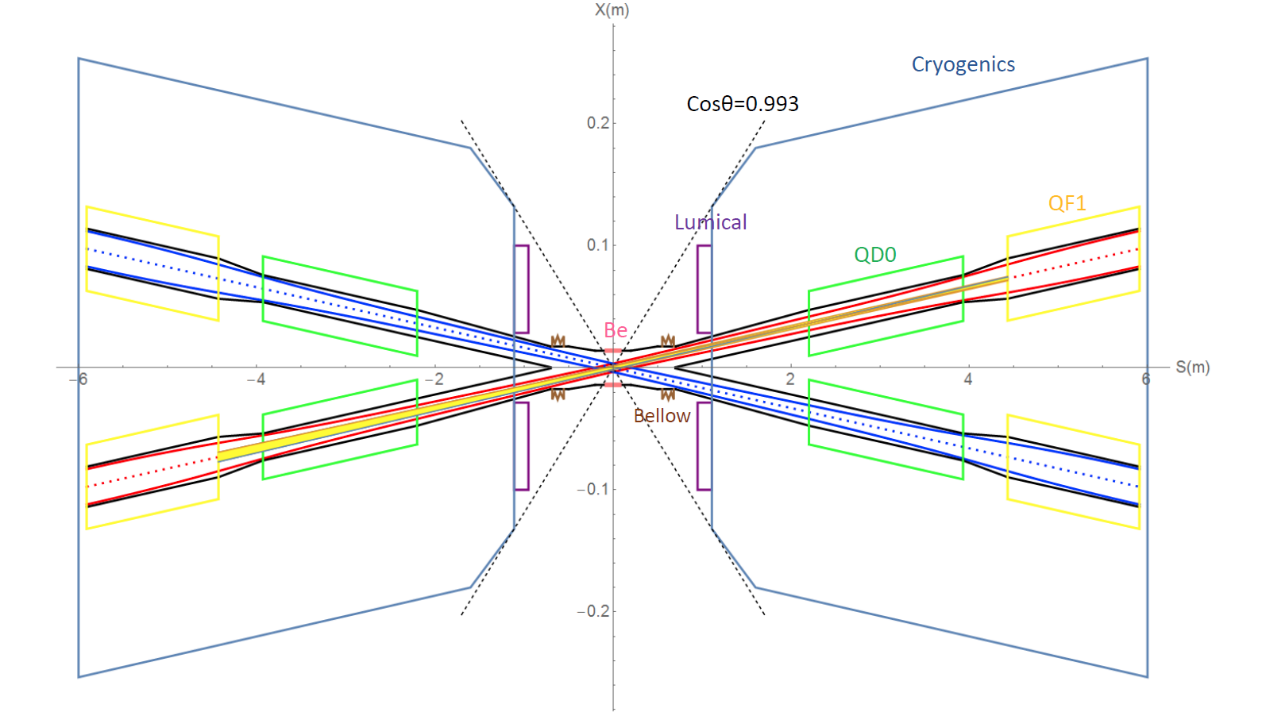 X(m)
Cryogenics
Cosθ=0.993
0.2
QF1
Lumical
0.1
QD0
Be
−6
−4
−2
2
4
6
S(m)
Bellow
−0.1
−0.2